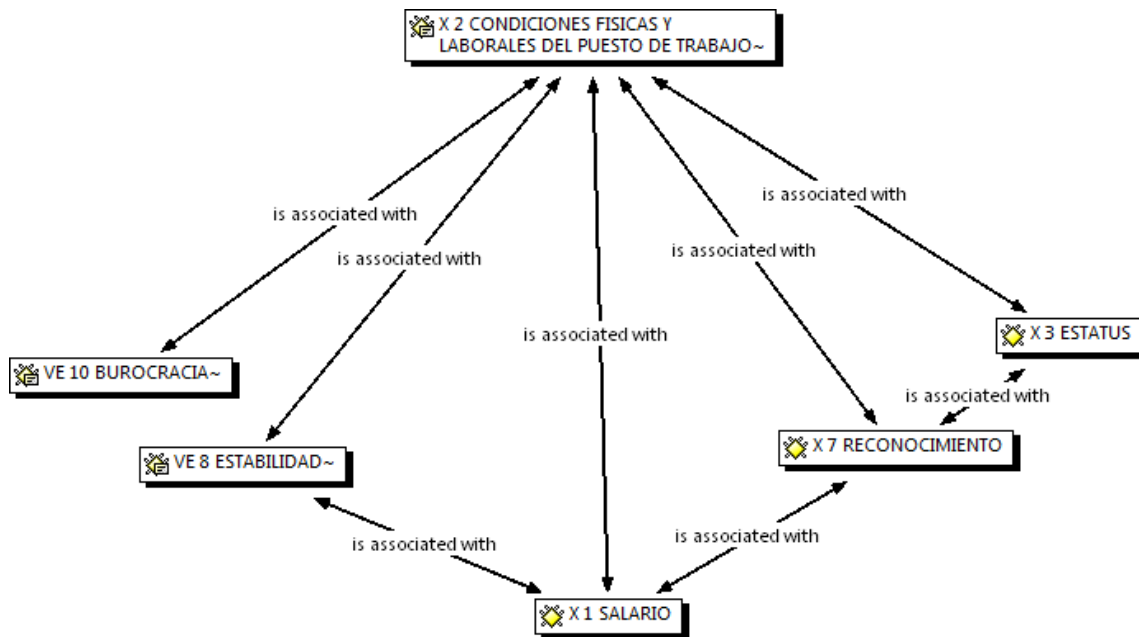 X 2 CONDICIONES FISICAS Y
LABORALES DEL PUESTO DE TRABAJO~
is associated with
is associated with
is associated with
is associated with
is associated with
X 3 ESTATUS
VE 10 BUROCRACIA~
is associated with
X 7 RECONOCIMIENTO
VE 8 ESTABILIDAD~
is associated with
is associated with
X 1 SALARIO